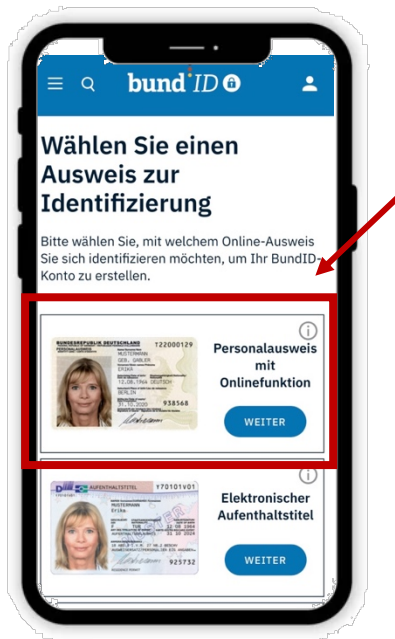 bund ID
Wählen Sie einen
Ausweis zur
Identifizierung
Bitte wählen Sie, mit welchem Online-Ausweis
Sie sich identifizieren möchten, um Ihr BundID-
Konto zu erstellen.
BUNDESREPUBLIK DEUTSCHLAND T22000129
MUSTERMANN
GEB. GABLER
ERIKA
12.08.1964 DEUTSCH
BERLIN
31.10.2020 938568
Personalausweis
mit
Onlinefunktion
WEITER
AUFENTHALTSTITEL Y70101V01
MUSTERMANN
Erika
925732
Elektronischer
Aufenthaltstitel
WEITER